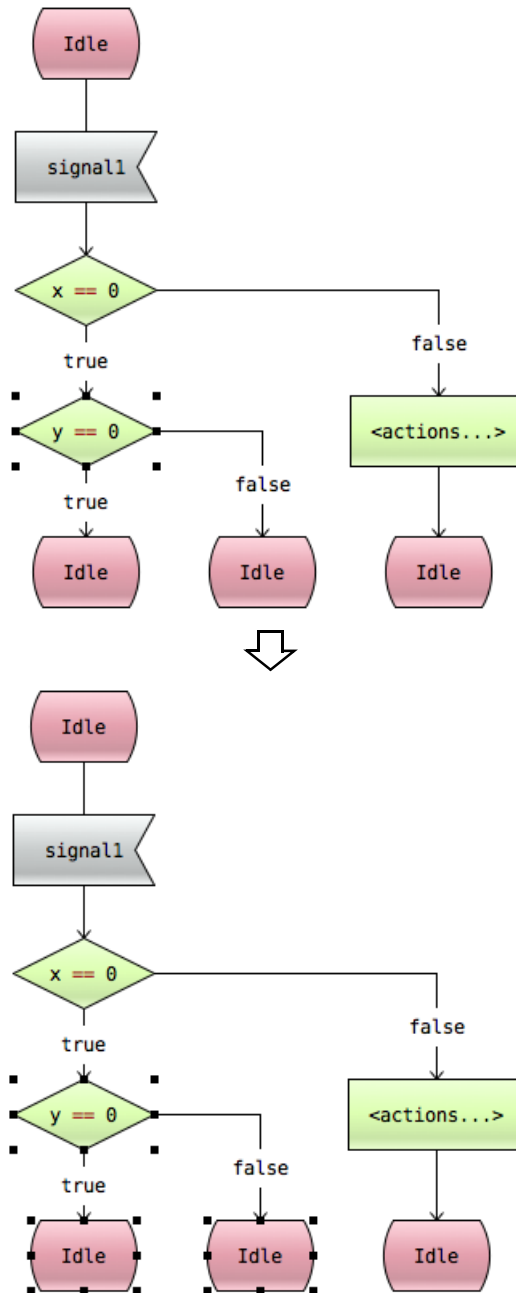 Idle
signal1
x == 0
true
false
y == 0
<actions...>
true
false
Idle
Idle
Idle
Idle
signal1
x == 0
true
false
y == 0
<actions...>
true
false
Idle
Idle
Idle